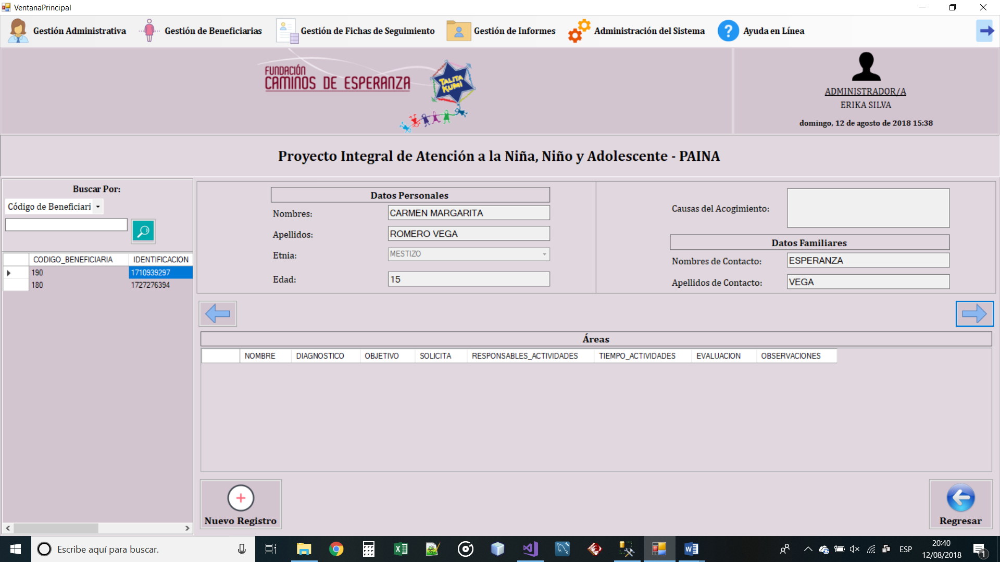 VentanaPrincipal
Gestión Administrativa
Gestión de Beneficiarias
Gestión de Fichas de Seguimiento
Gestión de Informes
Administración del Sistema
? Ayuda en Línea
FUNDACIÓN
CAMINOS DE ESPERANZA
TALITA
KUMI
ADMINISTRADOR/A
ERIKA SILVA
domingo, 12 de agosto de 2018 15:38
Proyecto Integral de Atención a la Niña, Niño y Adolescente - PAINA
Buscar Por:
Código de Beneficiari
CODIGO_BENEFICIARIA IDENTIFICACION
190 1710939297
180 1727276394
Datos Personales
Nombres: CARMEN MARGARITA
Apellidos: ROMERO VEGA
Etnia: MESTIZO
Edad: 15
Causas del Acogimiento:
Datos Familiares
Nombres de Contacto: ESPERANZA
Apellidos de Contacto: VEGA
Áreas
NOMBRE DIAGNOSTICO OBJETIVO SOLICITA RESPONSABLES_ACTIVIDADES TIEMPO_ACTIVIDADES EVALUACION OBSERVACIONES
Nuevo Registro
Regresar
Escribe aquí para buscar.
ESP
20:40
12/08/2018
1